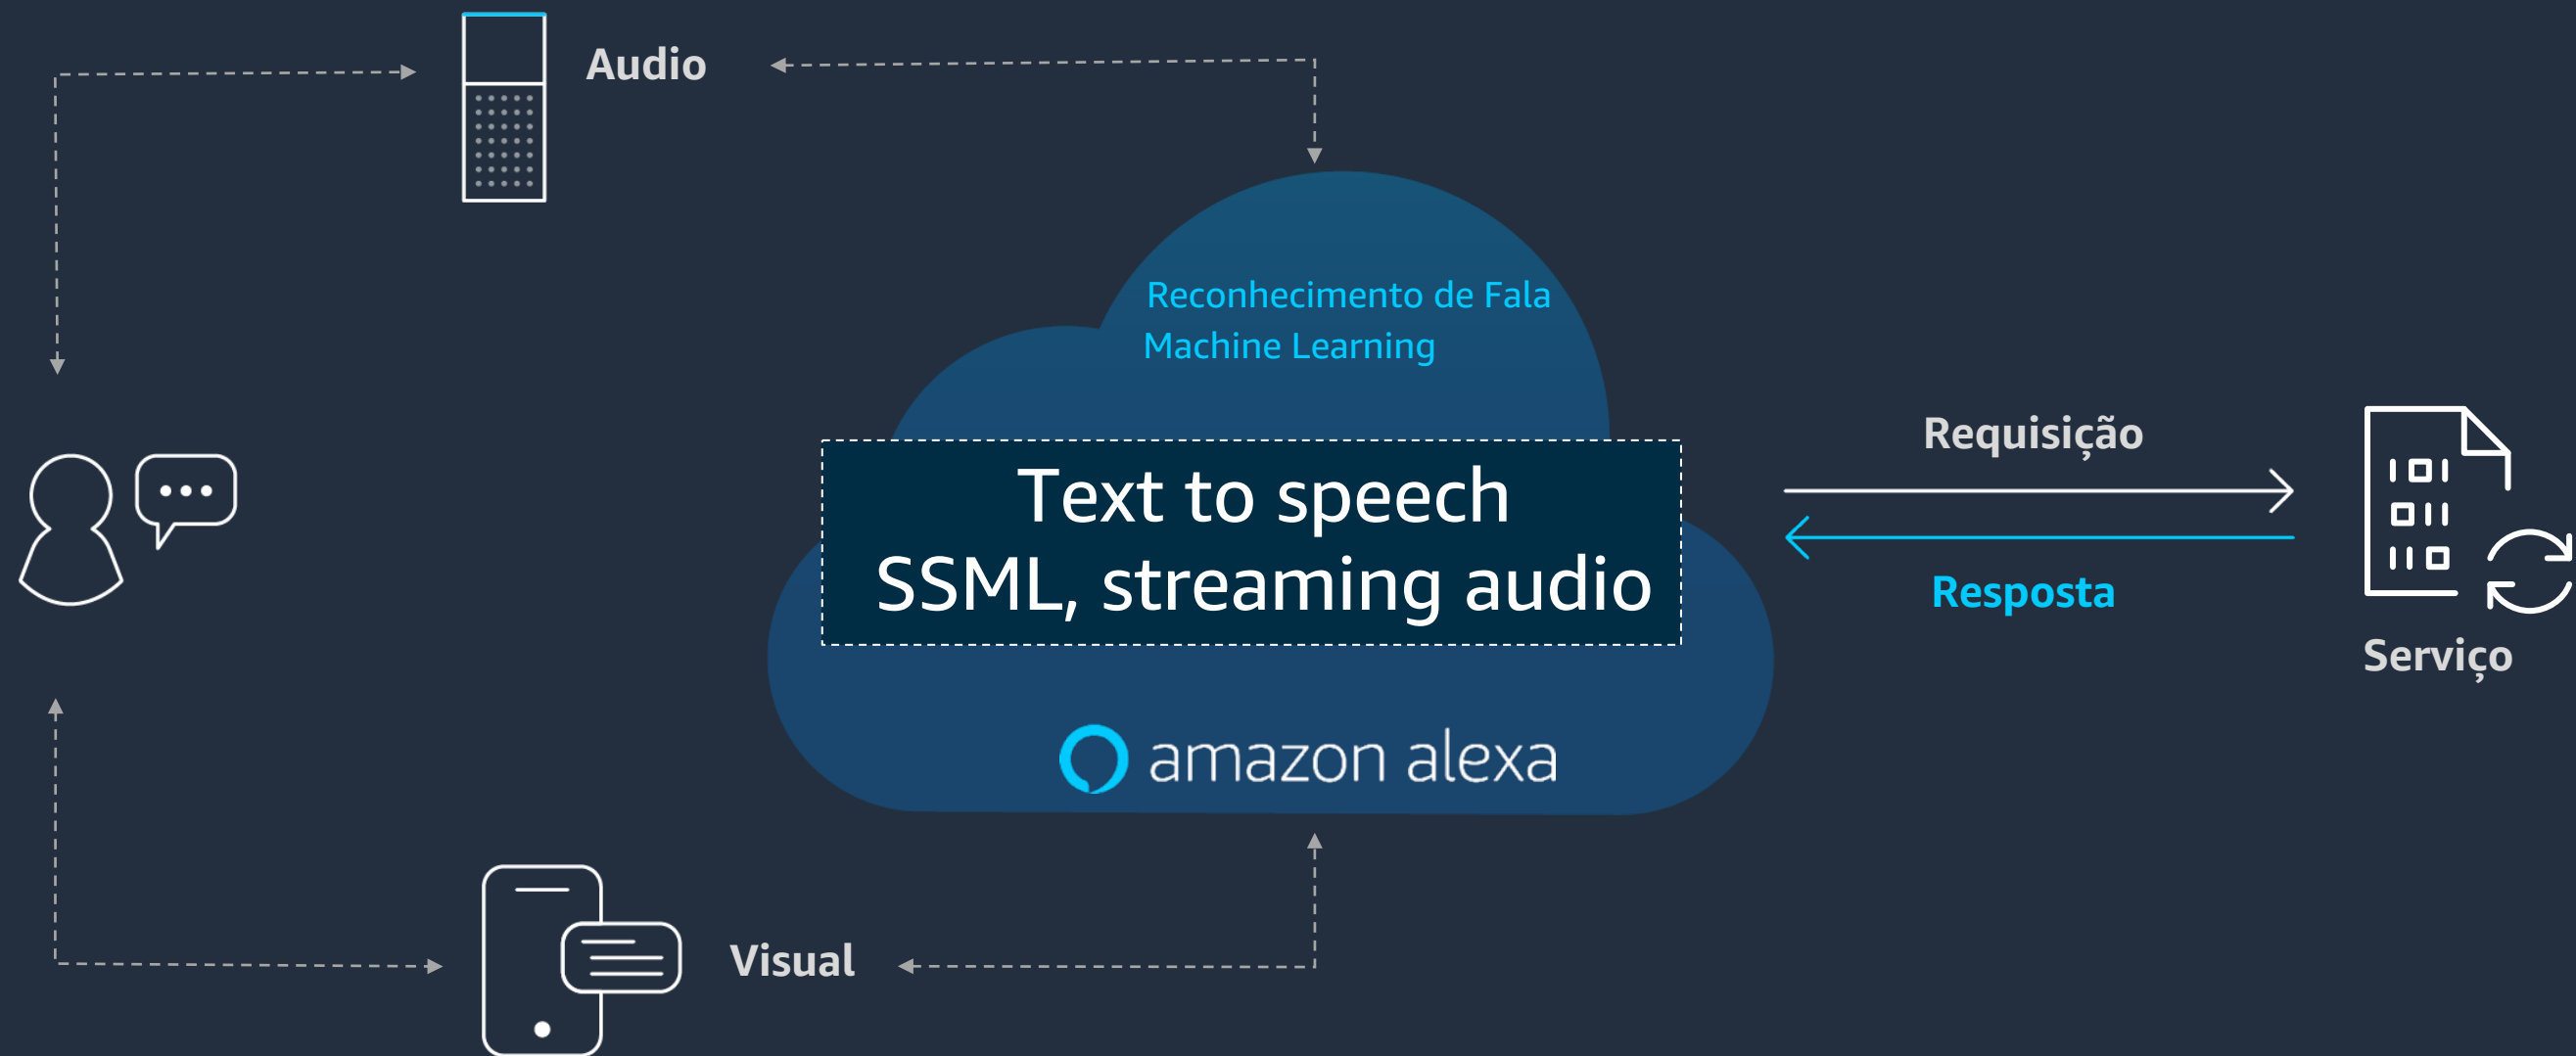 Audio
Reconhecimento de Fala
Machine Learning
Text to speech
SSML, streaming audio
amazon alexa
Requisição
Resposta
Serviço
Visual